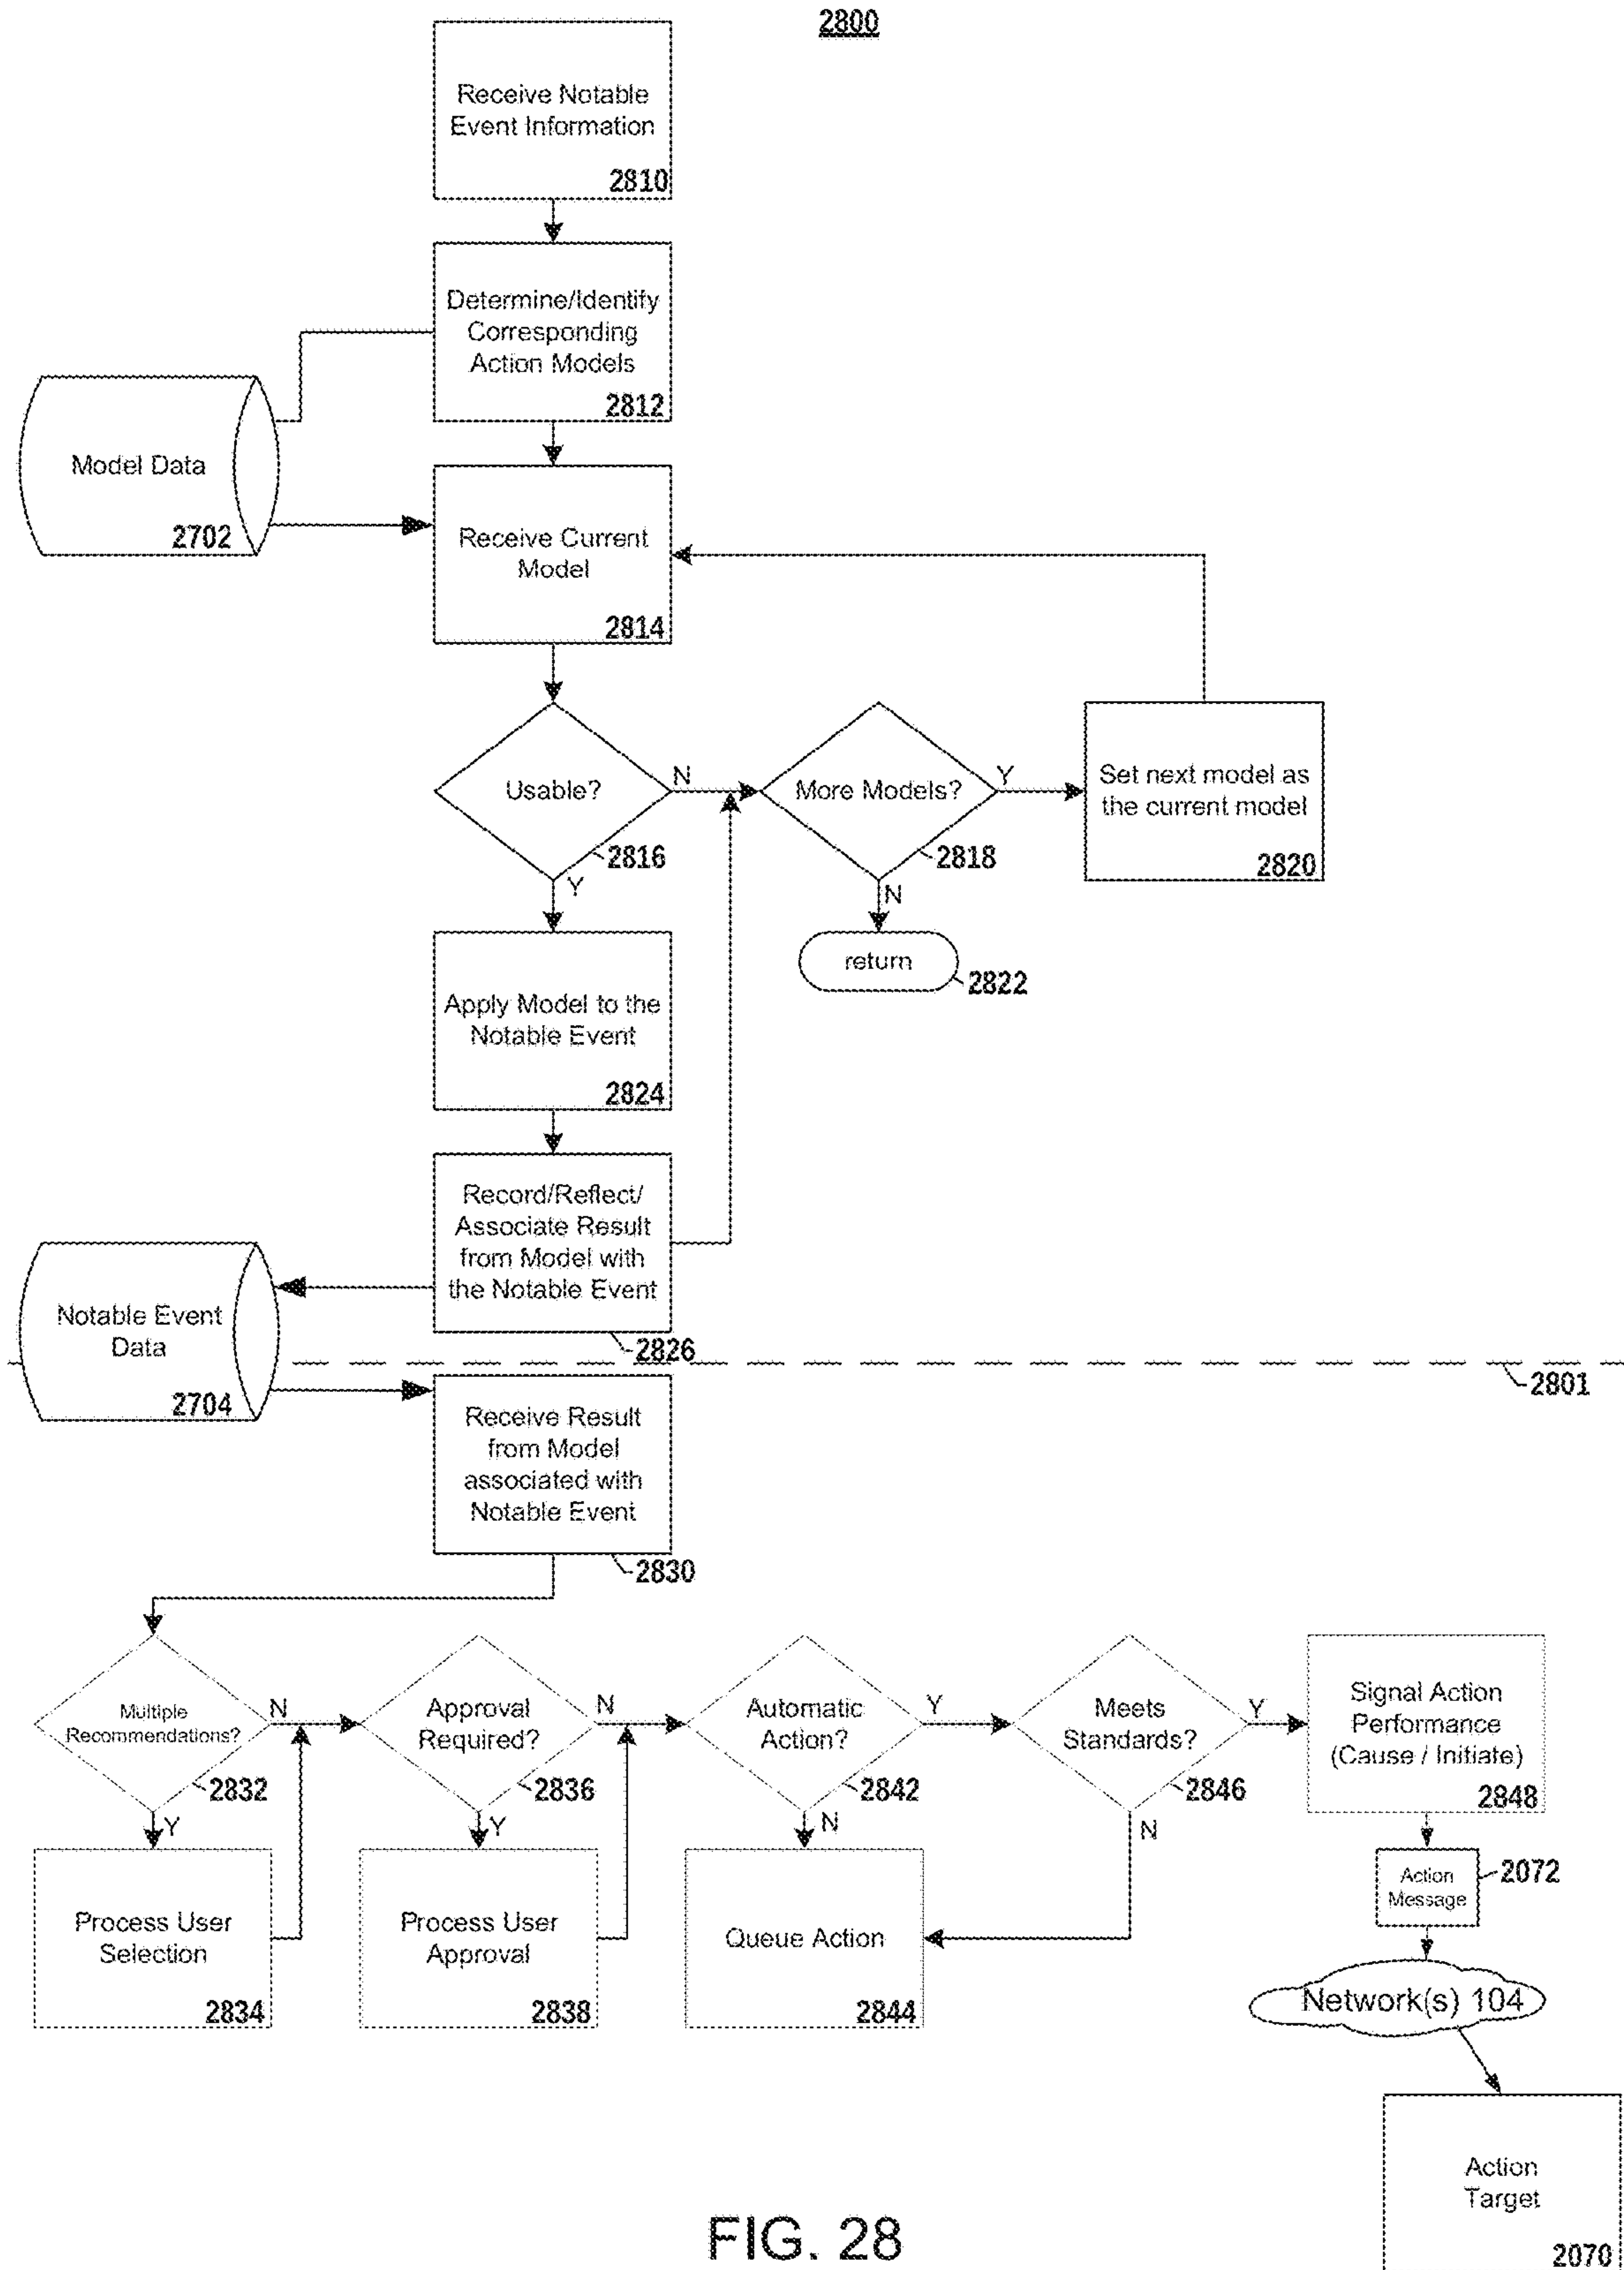 2800
Receive Notable
Event Information
2810
Determine/Identify
Corresponding
Action Models
2812
Model Data
2702
Receive Current
Model
2814
Usable?
N
Y
2816
More Models?
Y
N
2818
Set next model as
the current model
2820
return
2822
Apply Model to the
Notable Event
2824
Record/Reflect/
Associate Result
from Model with
the Notable Event
2826
Notable Event
Data
2704
2801
Receive Result
from Model
associated with
Notable Event
2830
Multiple
Recommendations?
N
Y
2832
Approval
Required?
N
Y
2836
Automatic
Action?
Y
N
2842
Meets
Standards?
Y
N
2846
Signal Action
Performance
(Cause / Initiate)
2848
Process User
Selection
2834
Process User
Approval
2838
Queue Action
2844
Action
Message
2072
Network(s) 104
Action
Target
2070
FIG. 28